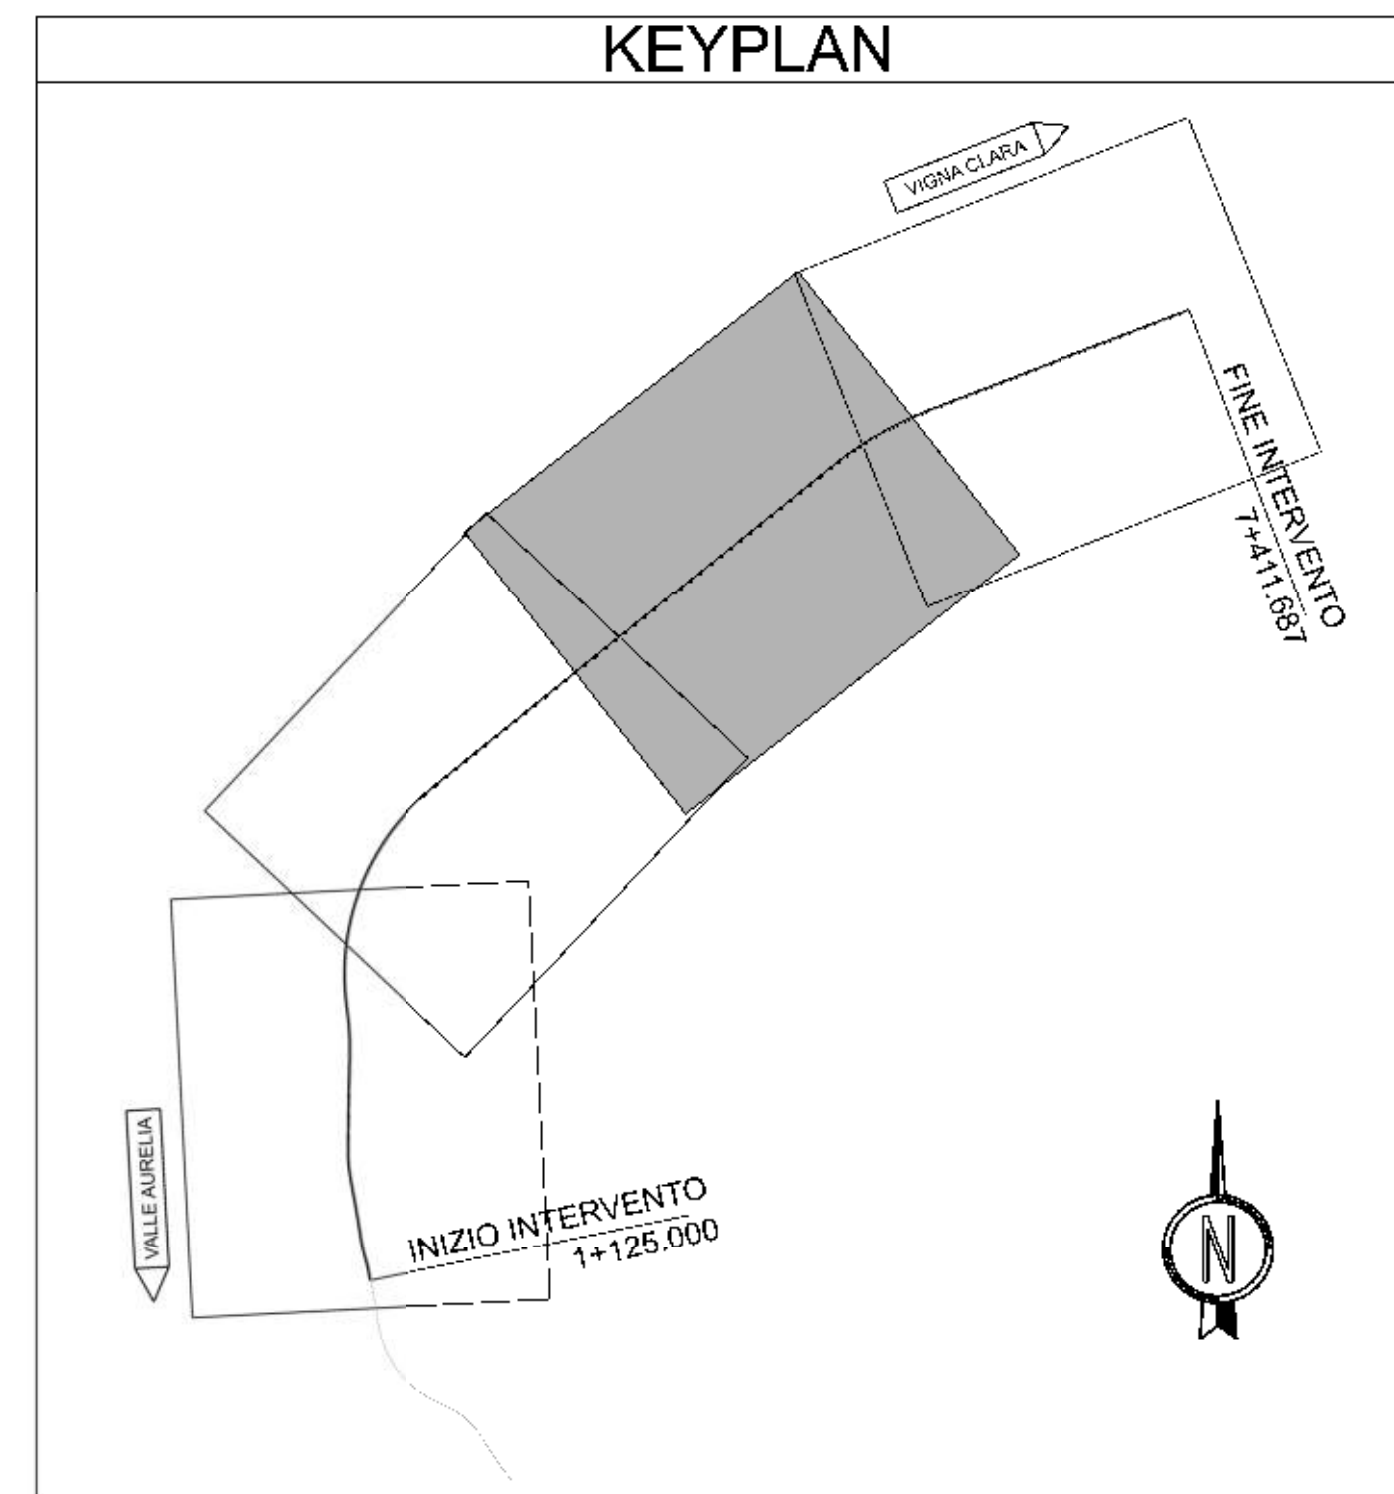 KEYPLAN
VIGNA CLARA
FINE INTERVENTO
7+411.687
VALLE AURELIA
INIZIO INTERVENTO
1+125.000
N